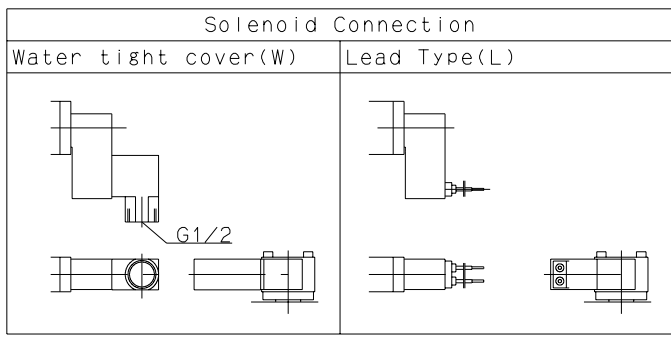 Solenoid Connection
Water tight cover(W)
Lead Type(L)
G1/2